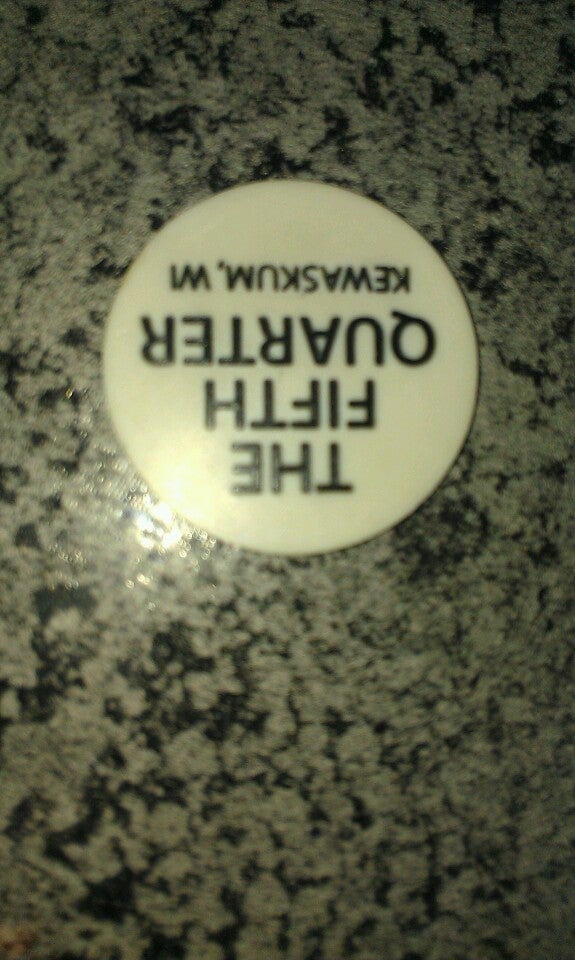 THE
FIFTH
QUARTER
KEWASKUM, WI